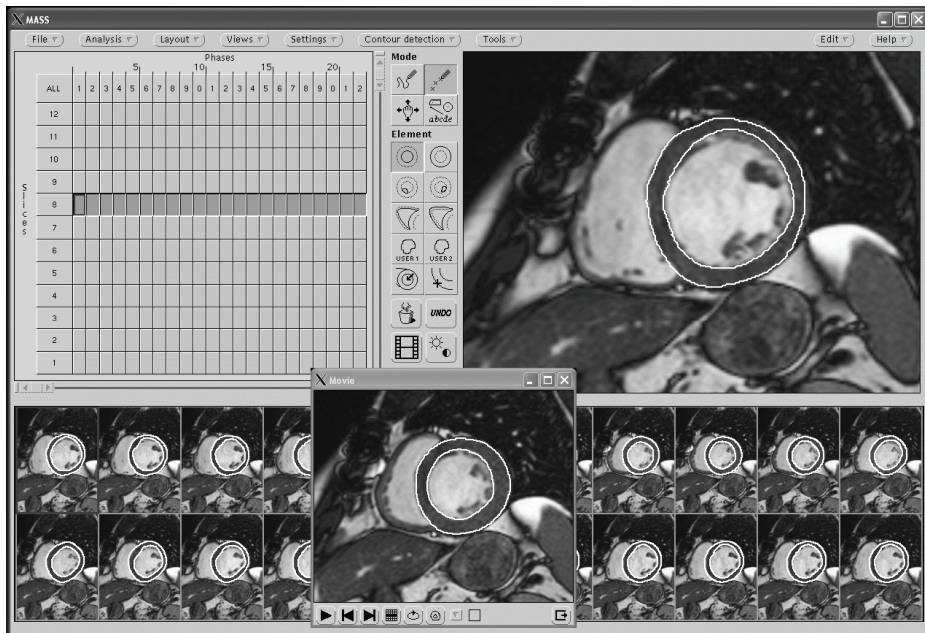 MASS
File Analysis Layout Views Settings Contour detection Tools Edit Help
Phases
5 10 15 20
ALL 1 2 3 4 5 6 7 8 9 0 1 2 3 4 5 6 7 8 9 0 1 2
12
11
10
9
8
7
6
5
4
3
2
1
Slices
Mode
abcde
Element
USER 1 USER 2
UNDO
Movie